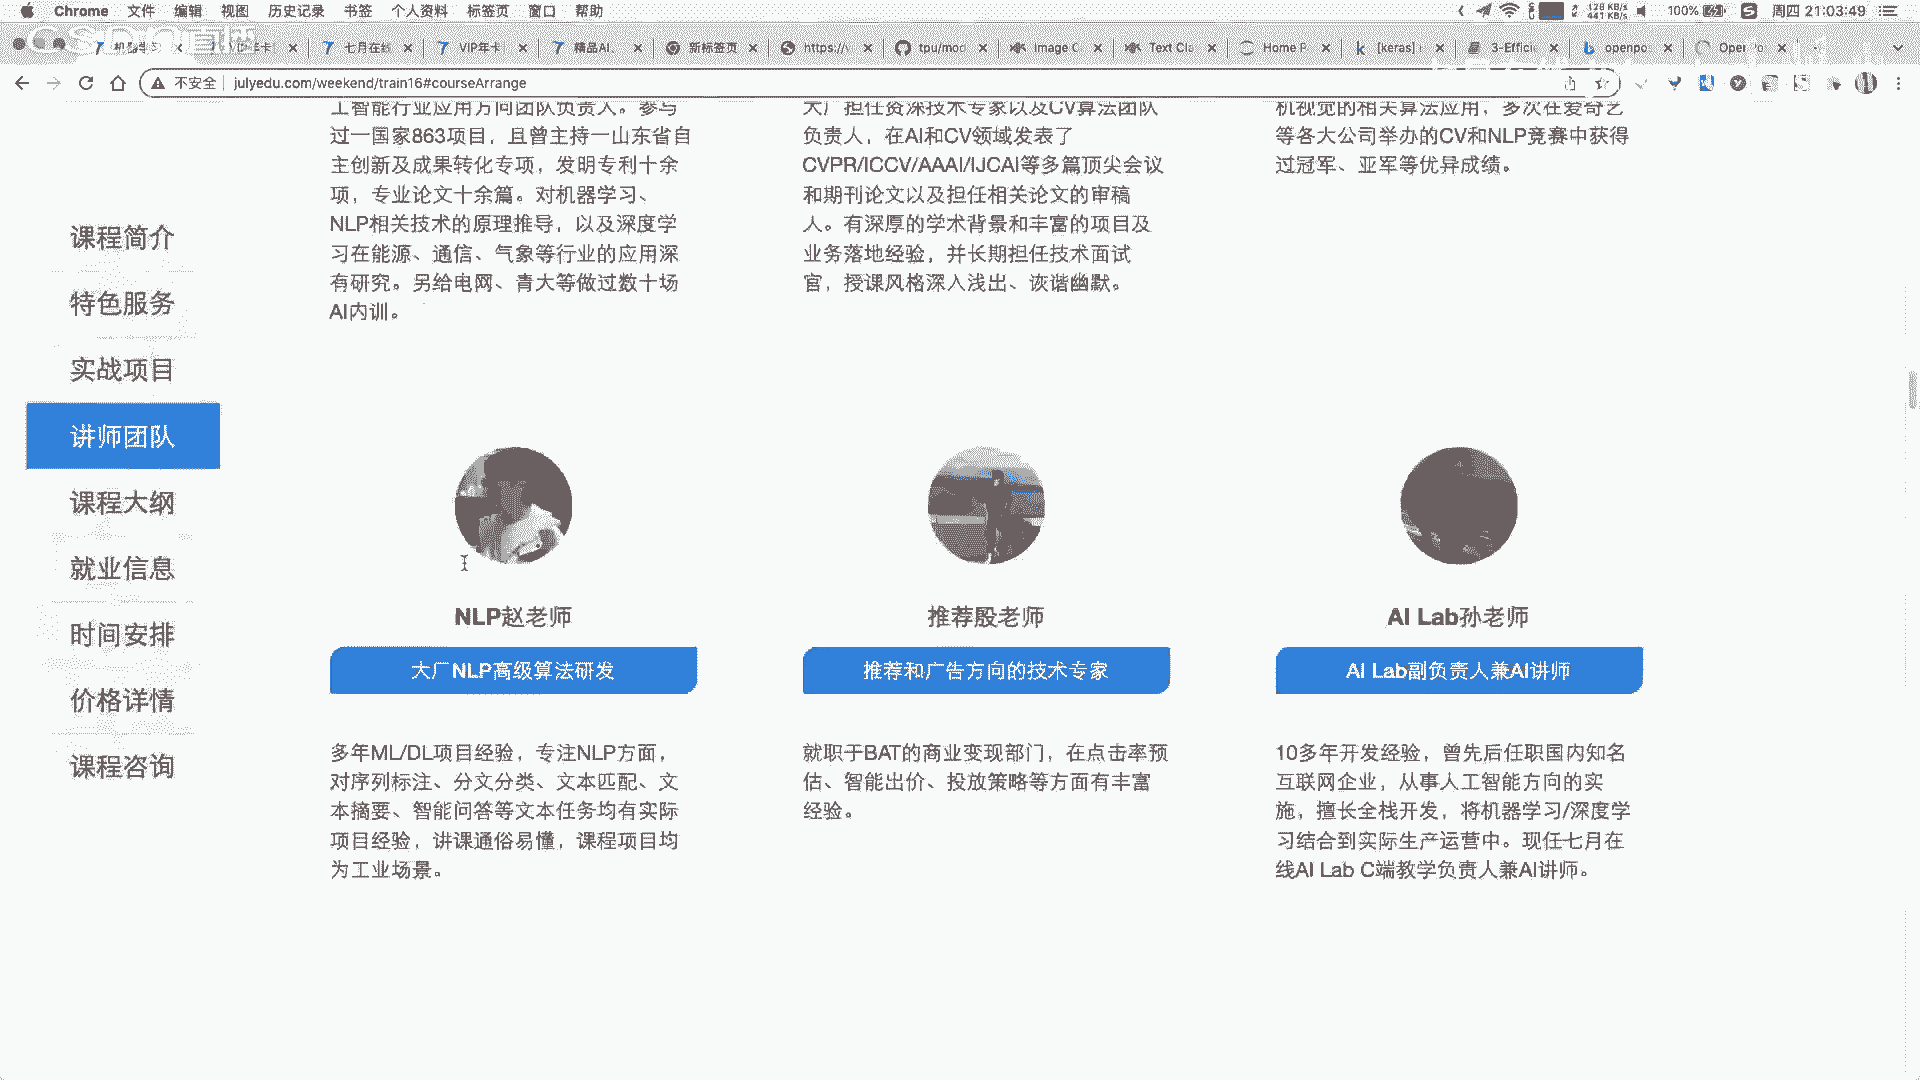 Chrome 文件 编辑 视图 历史记录 书签 个人资料 标签页 窗口 帮助
128 KB/s
441 KB/s
100%
周四 21:03:49
七月在线
VIP年卡
精品AI.
新标签页
https://
tpu/mod
Image C
Text Cla
Home P
[keras]
3-Efficie
openpo
不安全 julyedu.com/weekend/train16#courseArrange
课程简介
特色服务
实战项目
讲师团队
课程大纲
就业信息
时间安排
价格详情
课程咨询
工智能行业应用方向团队负责人。参与
过一国家863项目，且曾主持一山东省自
主创新及成果转化专项，发明专利十余
项，专业论文十余篇。对机器学习、
NLP相关技术的原理推导，以及深度学
习在能源、通信、气象等行业的应用深
有研究。另给电网、青大等做过数十场
AI内训。
大厂担任资深技术专家以及CV算法团队
负责人，在AI和CV领域发表了
CVPR/ICCV/AAAI/IJCAI等多篇顶尖会议
和期刊论文以及担任相关论文的审稿
人。有深厚的学术背景和丰富的项目及
业务落地经验，并长期担任技术面试
官，授课风格深入浅出、诙谐幽默。
机视觉的相关算法应用，多次在爱奇艺
等各大公司举办的CV和NLP竞赛中获得
过冠军、亚军等优异成绩。
NLP赵老师
大厂NLP高级算法研发
多年ML/DL项目经验，专注NLP方面，
对序列标注、分文分类、文本匹配、文
本摘要、智能问答等文本任务均有实际
项目经验，讲课通俗易懂，课程项目均
为工业场景。
推荐殷老师
推荐和广告方向的技术专家
就职于BAT的商业变现部门，在点击率预
估、智能出价、投放策略等方面有丰富
经验。
AI Lab孙老师
AI Lab副负责人兼AI讲师
10多年开发经验，曾先后任职国内知名
互联网企业，从事人工智能方向的实
施，擅长全栈开发，将机器学习/深度学
习结合到实际生产运营中。现任七月在
线AI Lab C端教学负责人兼AI讲师。